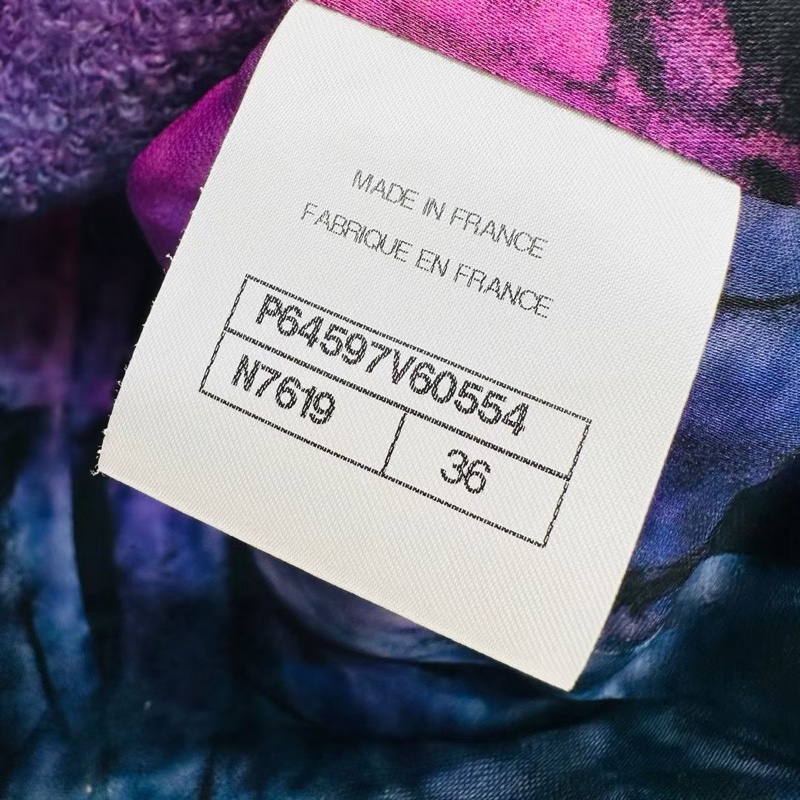 MADE IN FRANCE
FABRIQUE EN FRANCE
P64597V60554
N7619 36